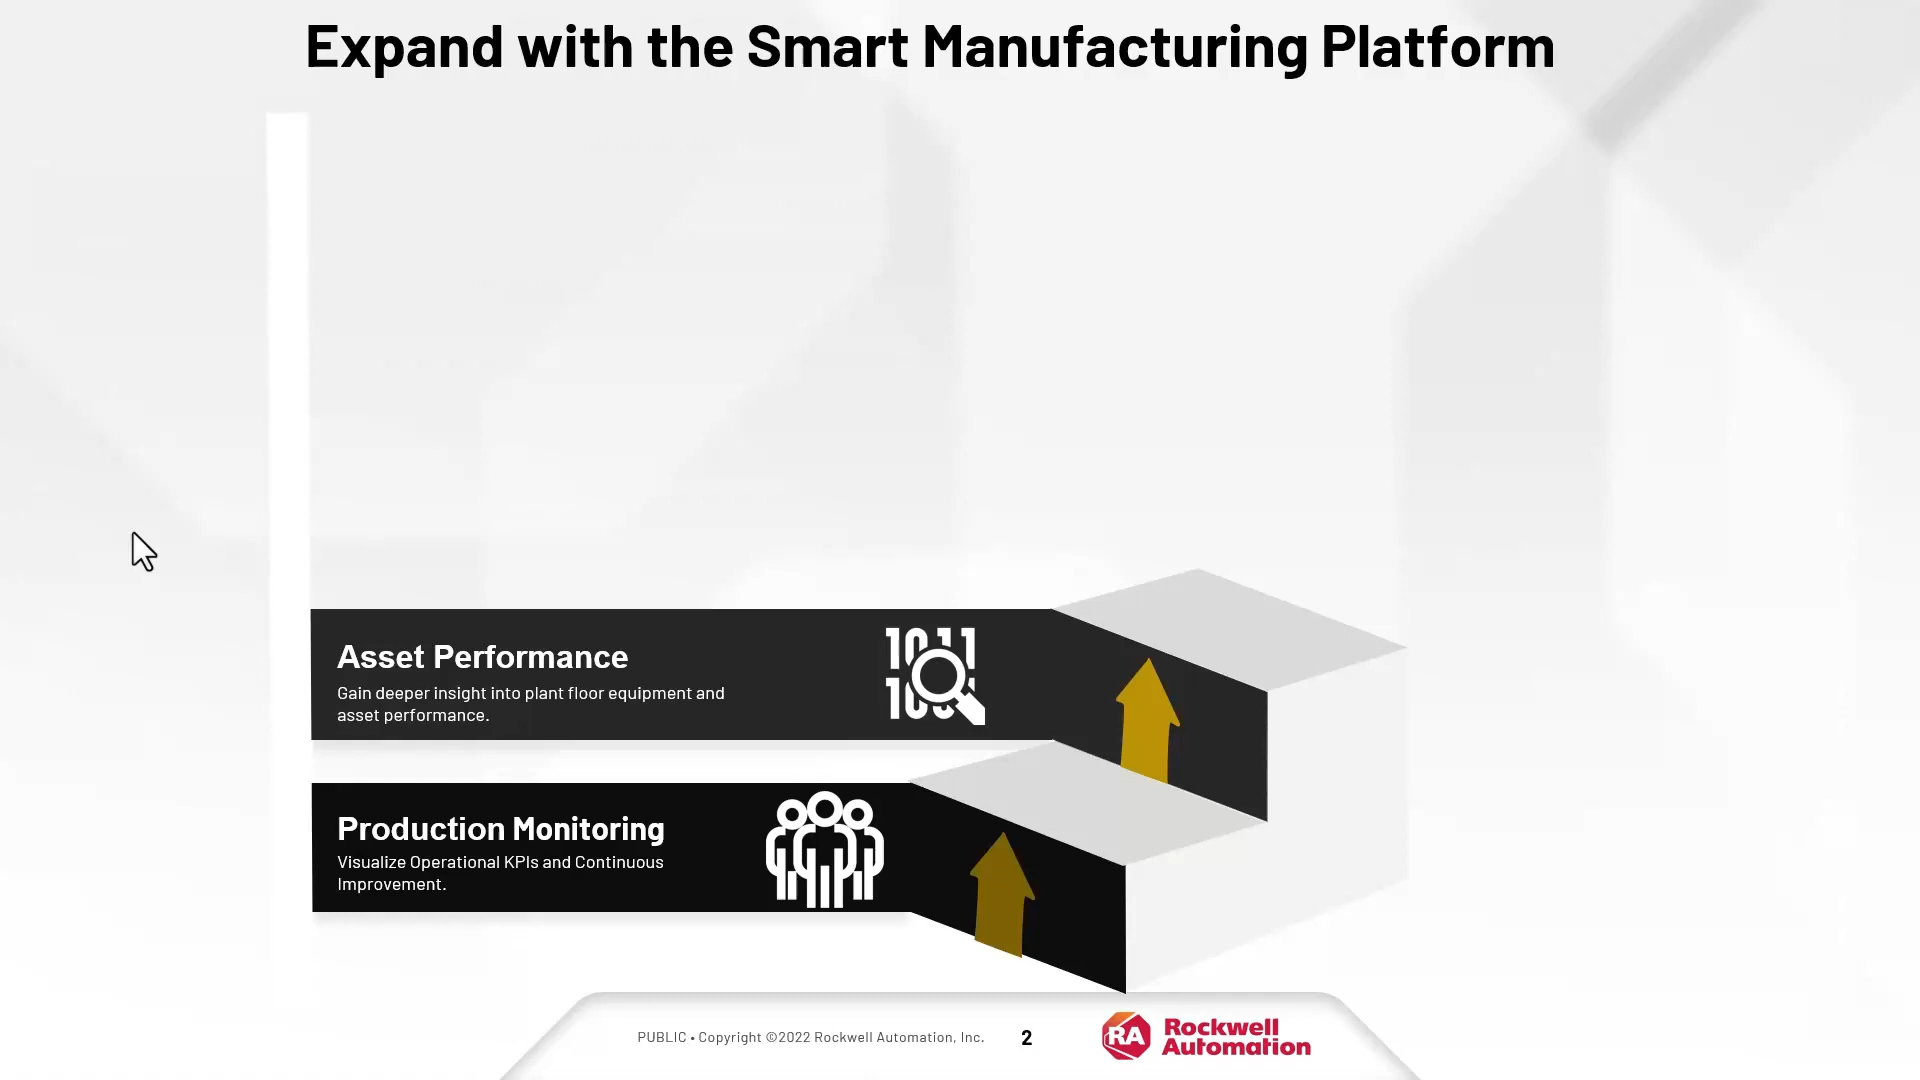 Expand with the Smart Manufacturing Platform
Asset Performance
Gain deeper insight into plant floor equipment and
asset performance.
Production Monitoring
Visualize Operational KPIs and Continuous
Improvement.
PUBLIC • Copyright ©2022 Rockwell Automation, Inc.
2
RA
Rockwell
Automation